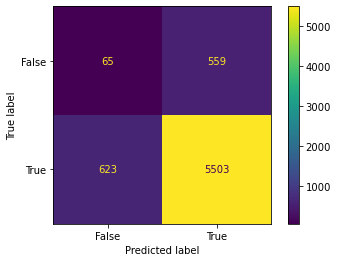 False
65
559
True
623
5503
False
True
True label
Predicted label
5000
4000
3000
2000
1000